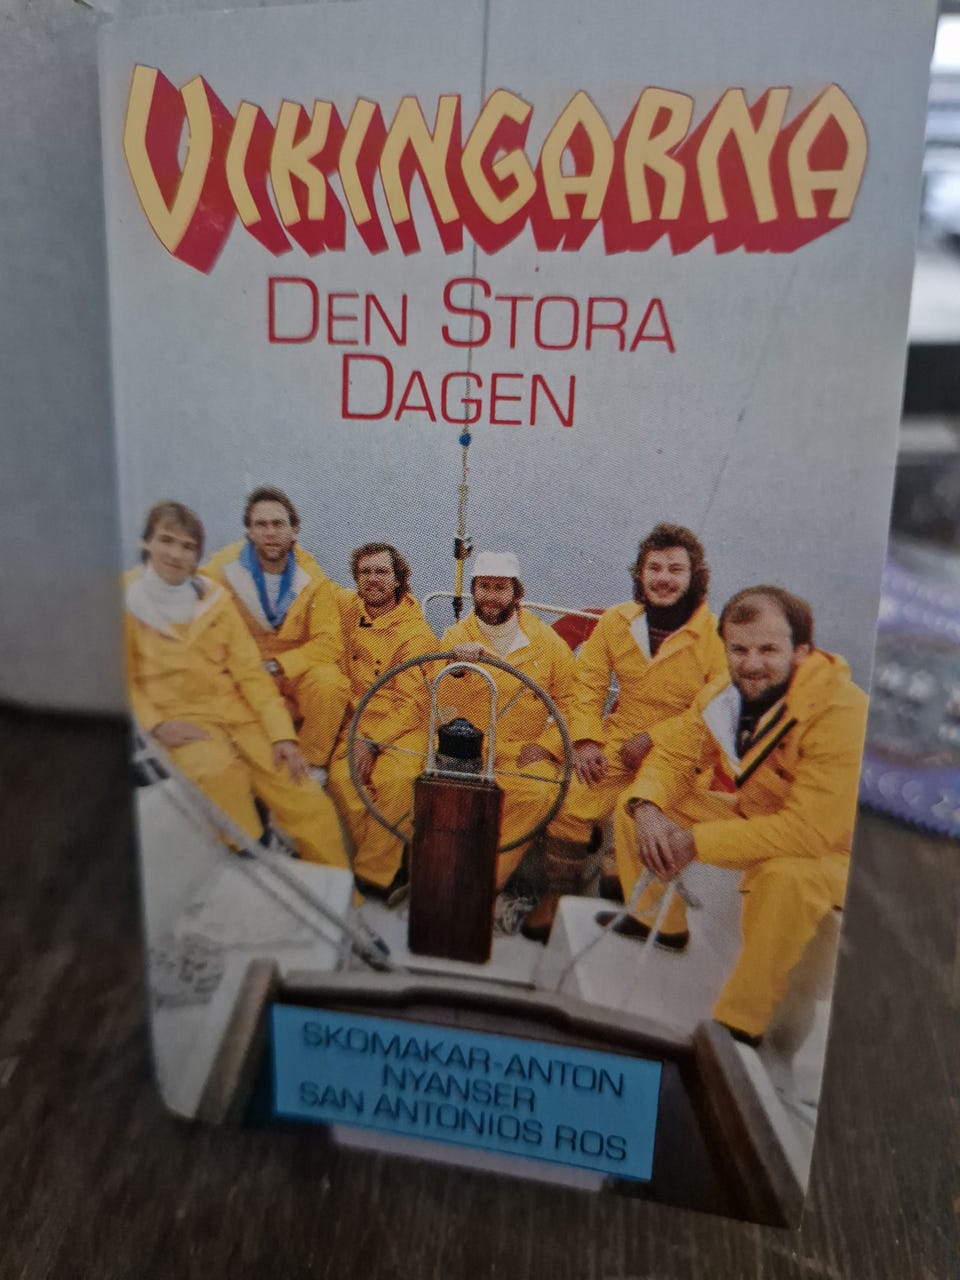 VIKINGARNA
DEN STORA
DAGEN
SKOMAKAR-ANTON
NYANSER
SAN ANTONIOS ROS